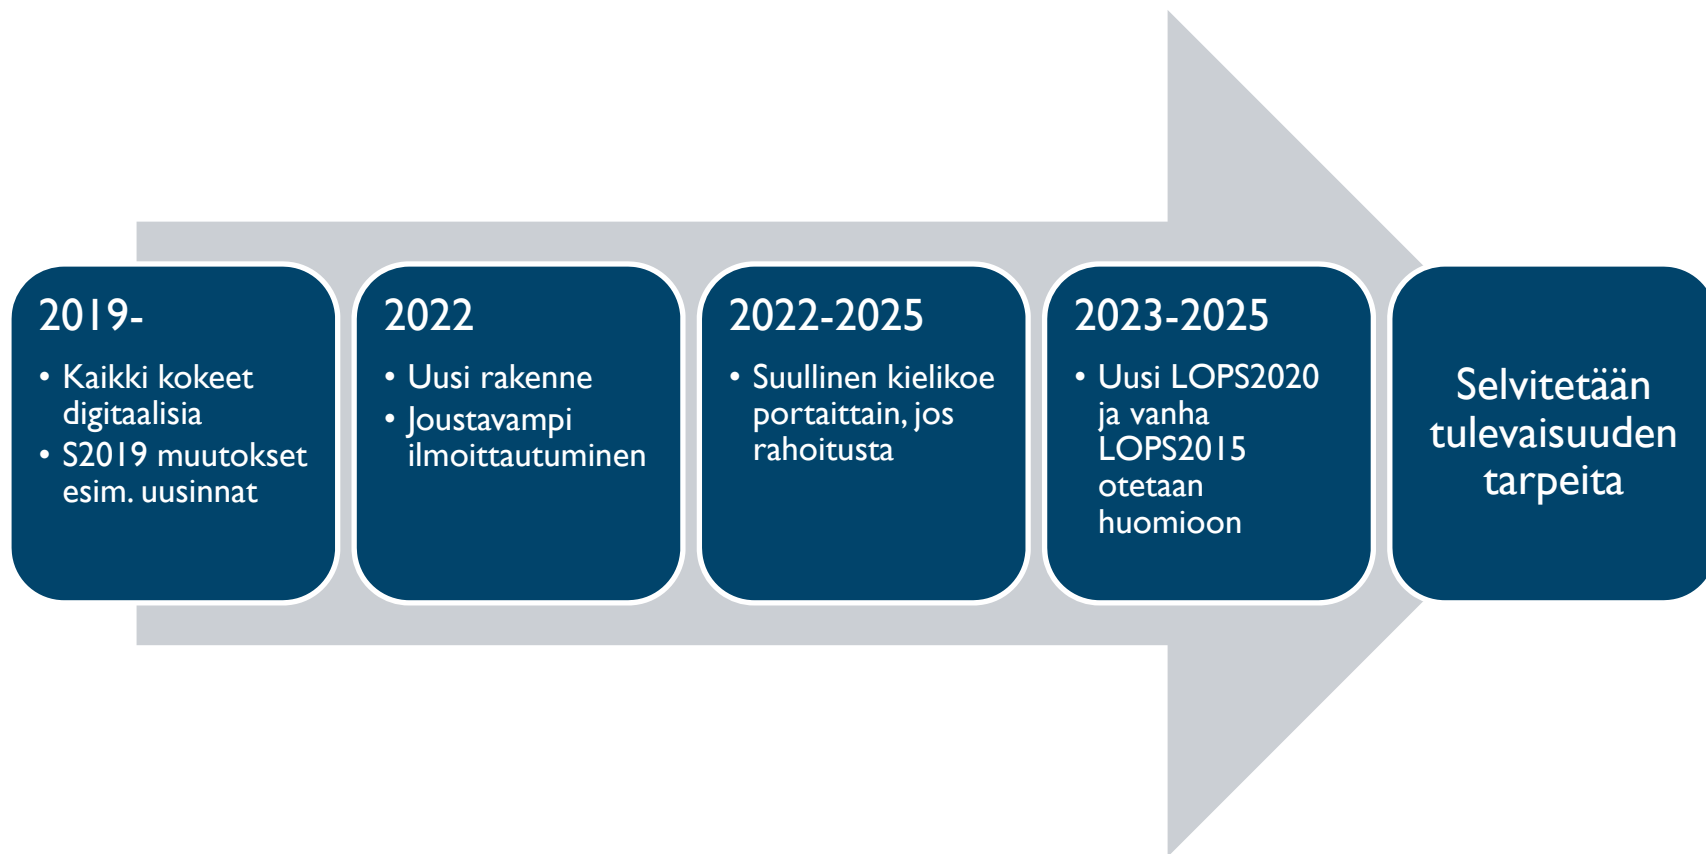 2019-
• Kaikki kokeet
digitaalisia
• S2019 muutokset
esim. uusinnat
2022
• Uusi rakenne
• Joustavampi
ilmoittautuminen
2022-2025
• Suullinen kielikoe
portaittain, jos
rahoitusta
2023-2025
• Uusi LOPS2020
ja vanha
LOPS2015
otetaan
huomioon
Selvitetään
tulevaisuuden
tarpeita